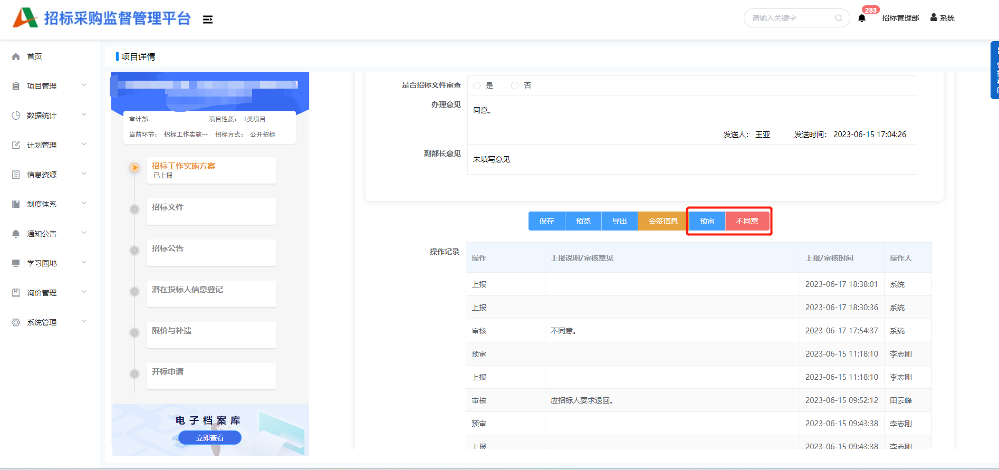 招标采购监督管理平台
请输入关键字
283
招标管理部
系统
首页
项目管理
数据统计
计划管理
信息资源
制度体系
通知公告
学习园地
询价管理
系统管理
项目详情
审计部 项目性质： I类项目
当前环节： 招标工作实施… 招标方式： 公开招标
招标工作实施方案
已上报
招标文件
招标公告
潜在投标人信息登记
限价与补遗
开标申请
电子档案库
立即查看
是否招标文件审查 是 否
办理意见
同意。
发送人： 王亚 发送时间： 2023-06-15 17:04:26
副部长意见
未填写意见
保存 预览 导出 会签信息 预审 不同意
操作记录
操作 上报说明/审核意见 上报/审核时间 操作人
上报 2023-06-17 18:38:01 系统
上报 2023-06-17 18:30:36 系统
审核 不同意。 2023-06-17 17:54:37 系统
预审 2023-06-15 11:18:10 李志刚
上报 2023-06-15 11:18:10 李志刚
审核 应招标人要求退回。 2023-06-15 09:52:12 田云峰
预审 2023-06-15 09:43:38 李志刚
上报 2023-06-15 09:43:38 李志刚